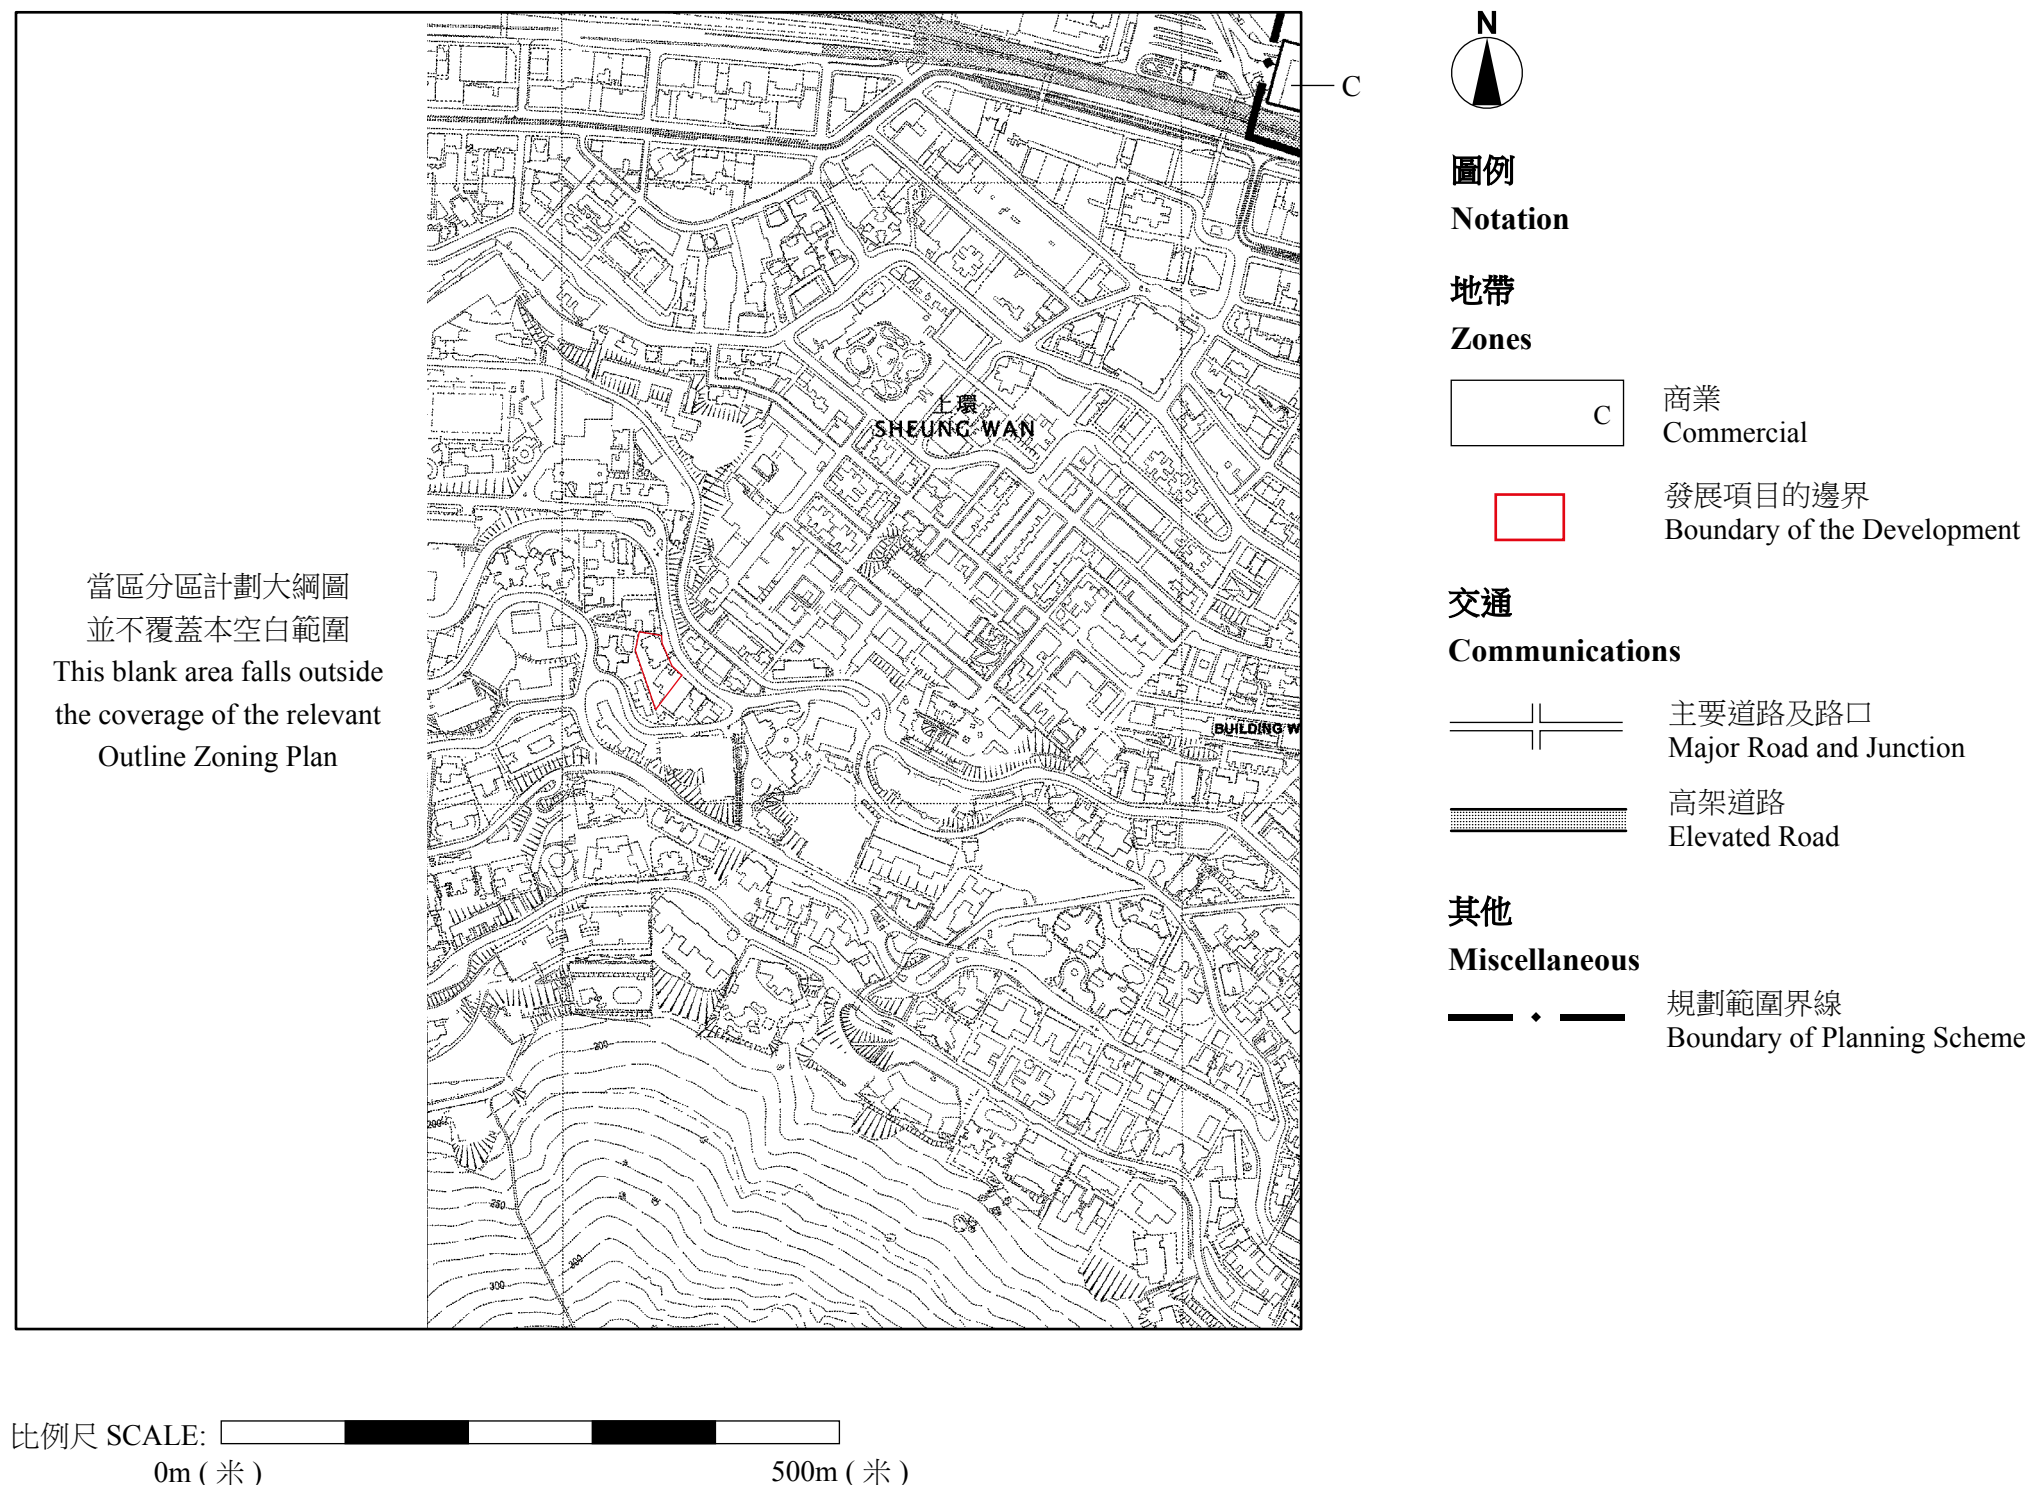 C
N
圖例
Notation
地帶
Zones
C
商業
Commercial
發展項目的邊界
Boundary of the Development
交通
Communications
主要道路及路口
Major Road and Junction
高架道路
Elevated Road
其他
Miscellaneous
規劃範圍界線
Boundary of Planning Scheme
當區分區計劃大綱圖
並不覆蓋本空白範圍
This blank area falls outside
the coverage of the relevant
Outline Zoning Plan
上環
SHEUNG WAN
BUILDING W
200
200
250
300
300
比例尺 SCALE:
0m ( 米 )
500m ( 米 )